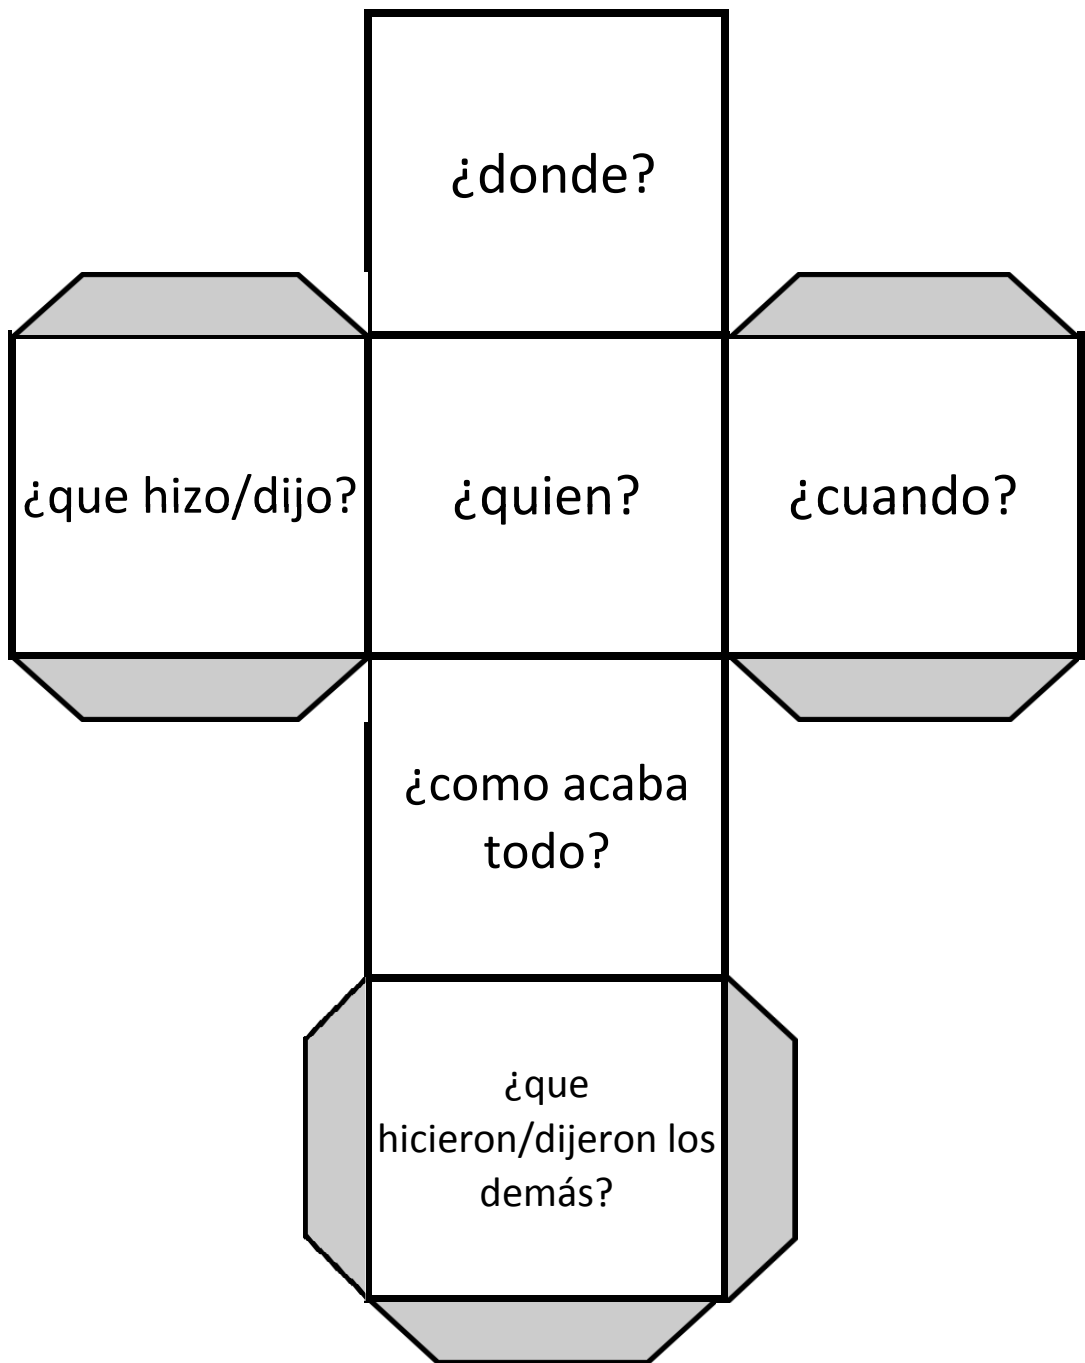 ¿donde?
¿que hizo/dijo?
¿quien?
¿cuando?
¿como acaba
todo?
¿que
hicieron/dijeron los
demás?